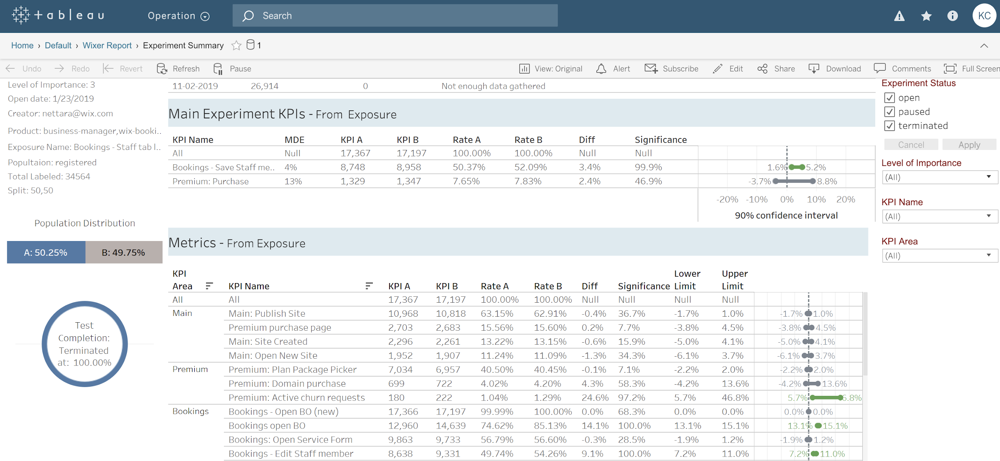 tableau Operation Search KC
Home › Default › Wixer Report › Experiment Summary 1
Undo Redo Revert Refresh Pause View: Original Alert Subscribe Edit Share Download Comments Full Screen
Level of Importance: 3
Open date: 1/23/2019
Creator: nettara@wix.com
Product: business-manager,wix-booki..
Exposure Name: Bookings - Staff tab l..
Popultaion: registered
Total Labeled: 34564
Split: 50,50
Population Distribution
A: 50.25% B: 49.75%
Test
Completion:
Terminated
at: 100.00%
11-02-2019 26,914 0 Not enough data gathered
Main Experiment KPIs - From Exposure
KPI Name MDE KPI A KPI B Rate A Rate B Diff Significance
All Null 17,367 17,197 100.00% 100.00% Null Null
Bookings - Save Staff me.. 4% 8,748 8,958 50.37% 52.09% 3.4% 99.9% 1.6% 5.2%
Premium: Purchase 13% 1,329 1,347 7.65% 7.83% 2.4% 46.9% -3.7% 8.8%
-20% -10% 0% 10% 20%
90% confidence interval
Metrics - From Exposure
KPI Lower Upper
Area KPI Name KPI A KPI B Rate A Rate B Diff Significance Limit Limit
All All 17,367 17,197 100.00% 100.00% Null Null Null Null
Main Main: Publish Site 10,968 10,818 63.15% 62.91% -0.4% 36.7% -1.7% 1.0% -1.7% 1.0%
Premium purchase page 2,703 2,683 15.56% 15.60% 0.2% 7.7% -3.8% 4.5% -3.8% 4.5%
Main: Site Created 2,296 2,261 13.22% 13.15% -0.6% 15.9% -5.0% 4.1% -5.0% 4.1%
Main: Open New Site 1,952 1,907 11.24% 11.09% -1.3% 34.3% -6.1% 3.7% -6.1% 3.7%
Premium Premium: Plan Package Picker 7,034 6,957 40.50% 40.45% -0.1% 7.1% -2.2% 2.0% -2.2% 2.0%
Premium: Domain purchase 699 722 4.02% 4.20% 4.3% 58.3% -4.2% 13.6% -4.2% 13.6%
Premium: Active churn requests 180 222 1.04% 1.29% 24.6% 97.2% 5.7% 46.8% 5.7% 6.8%
Bookings Bookings - Open BO (new) 17,366 17,197 99.99% 100.00% 0.0% 68.3% 0.0% 0.0% 0.0% 0.0%
Bookings open BO 12,960 14,639 74.62% 85.13% 14.1% 100.0% 13.1% 15.1% 13.1% 15.1%
Bookings: Open Service Form 9,863 9,733 56.79% 56.60% -0.3% 28.5% -1.9% 1.2% -1.9% 1.2%
Bookings - Edit Staff member 8,638 9,331 49.74% 54.26% 9.1% 100.0% 7.2% 11.0% 7.2% 11.0%
Experiment Status
open
paused
terminated
Cancel Apply
Level of Importance
(All)
KPI Name
(All)
KPI Area
(All)